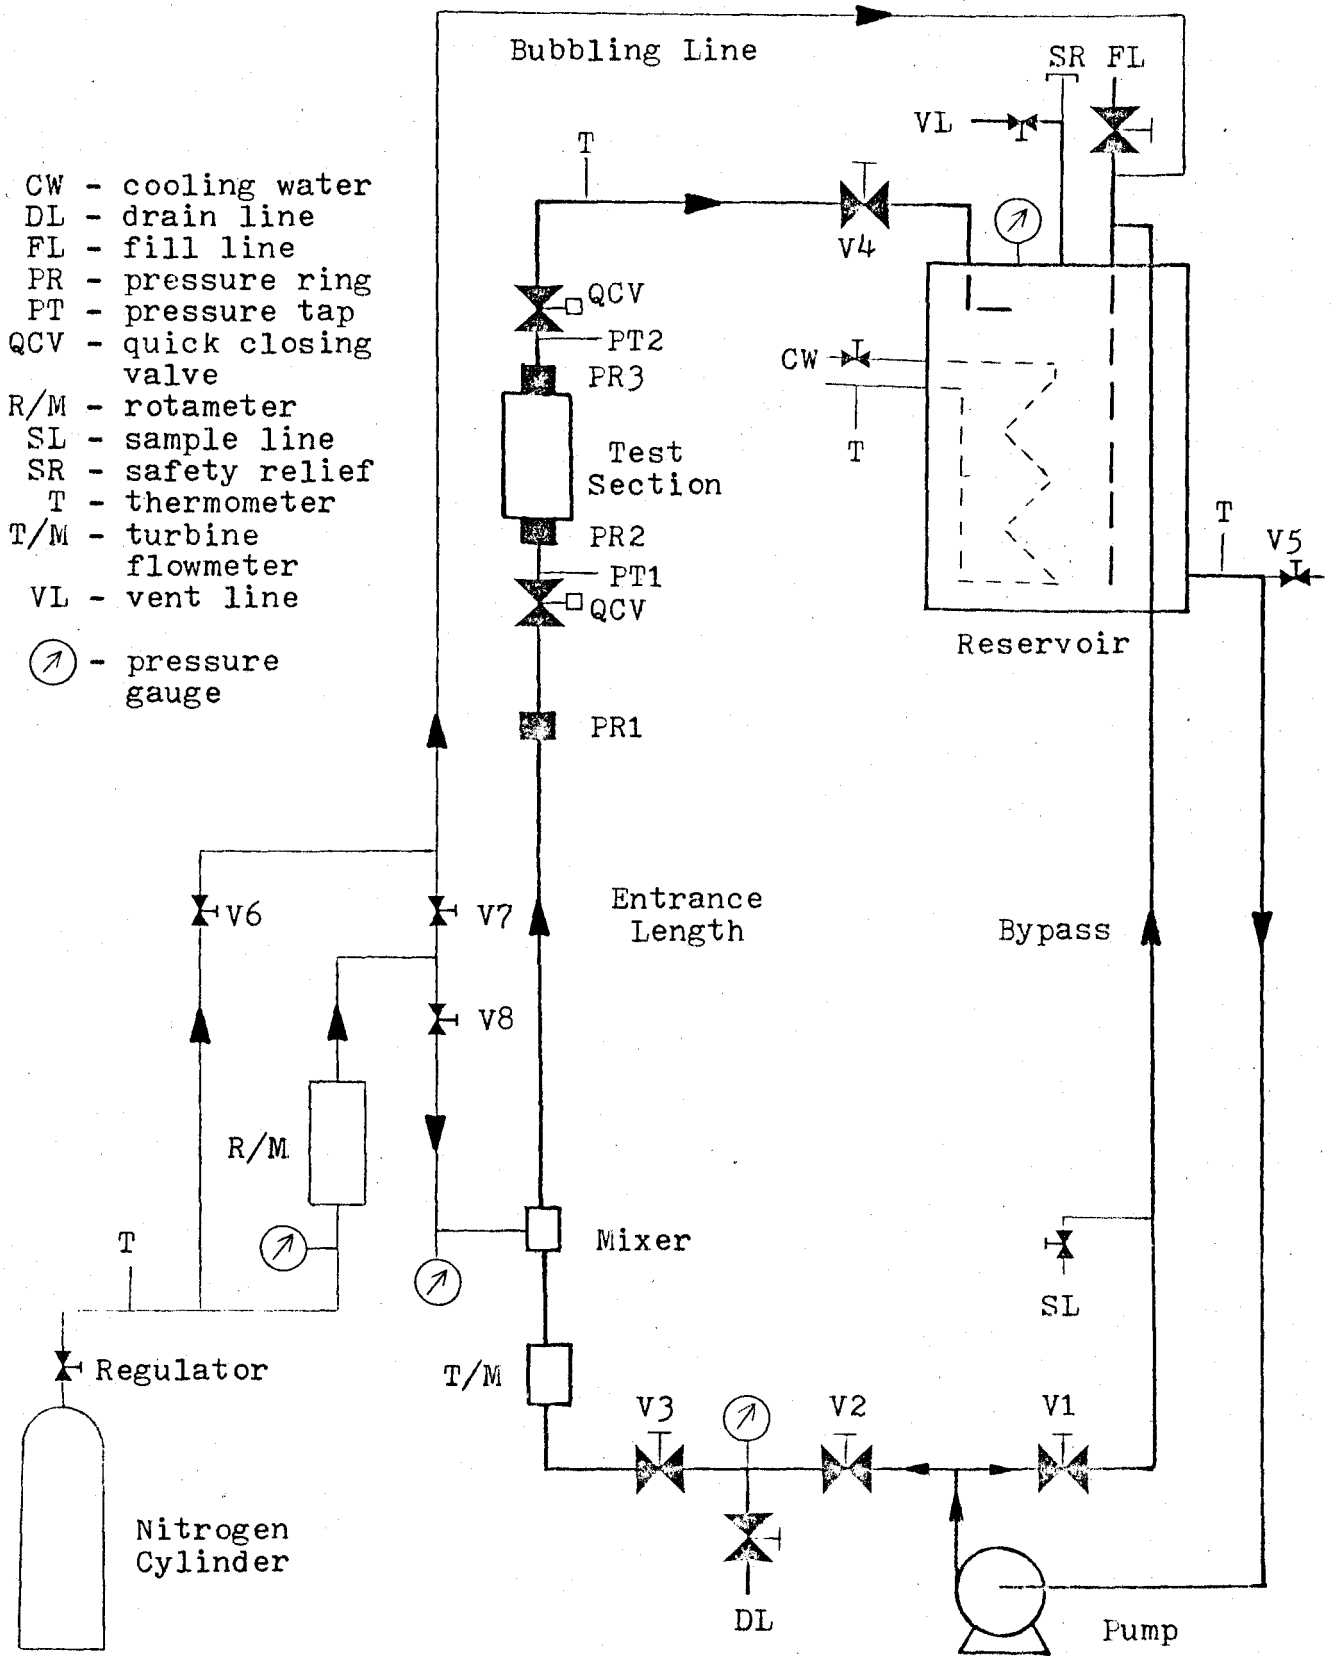 Bubbling Line
SR FL
VL
T
V4
CW - cooling water
DL - drain line
FL - fill line
PR - pressure ring
PT - pressure tap
QCV - quick closing
valve
R/M - rotameter
SL - sample line
SR - safety relief
T - thermometer
T/M - turbine
flowmeter
VL - vent line
- pressure
gauge
QCV
PT2
PR3
Test
Section
PR2
PT1
QCV
PR1
CW
T
T
V5
Reservoir
V6
V7
V8
Entrance
Length
Bypass
R/M
T
Mixer
SL
Regulator
T/M
V3
V2
V1
Nitrogen
Cylinder
DL
Pump